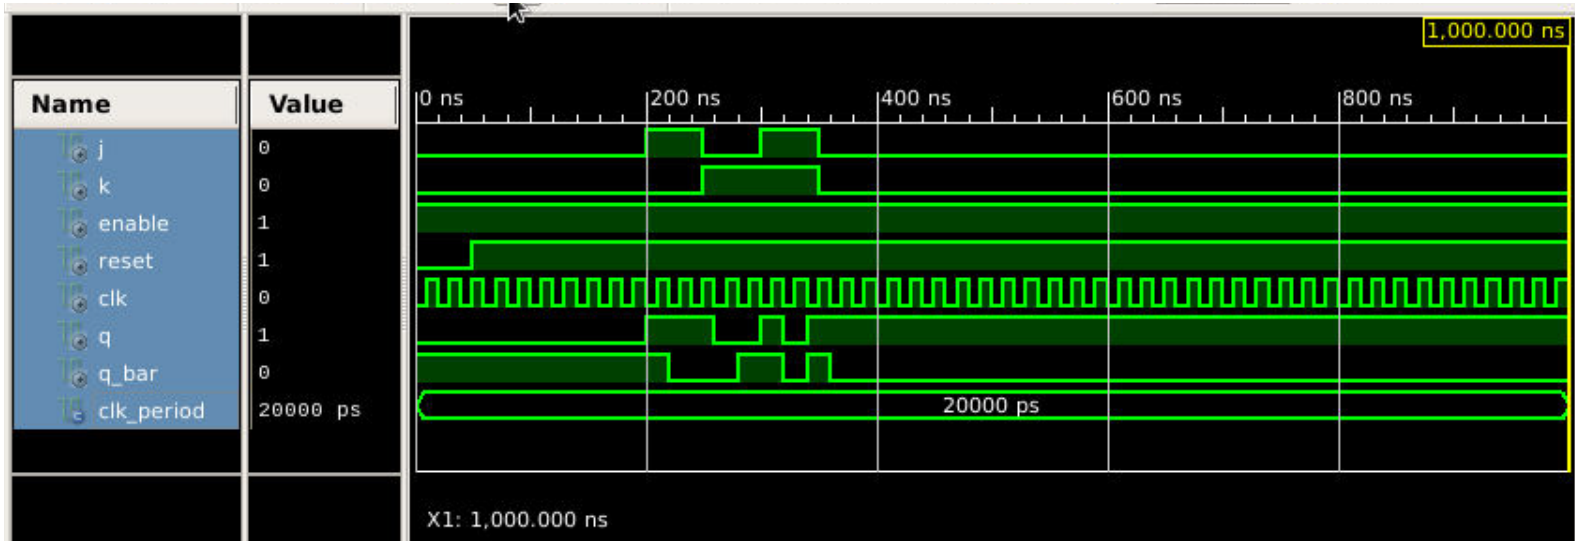 1,000.000 ns
Name Value 0 ns 200 ns 400 ns 600 ns 800 ns
j 0
k 0
enable 1
reset 1
clk 0
q 1
q_bar 0
clk_period 20000 ps 20000 ps
X1: 1,000.000 ns